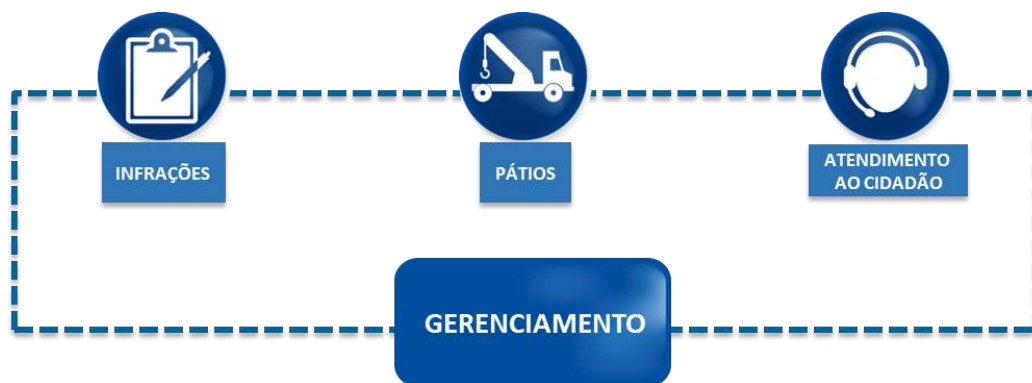 INFRAÇÕES
PÁTIOS
ATENDIMENTO
AO CIDADÃO
GERENCIAMENTO